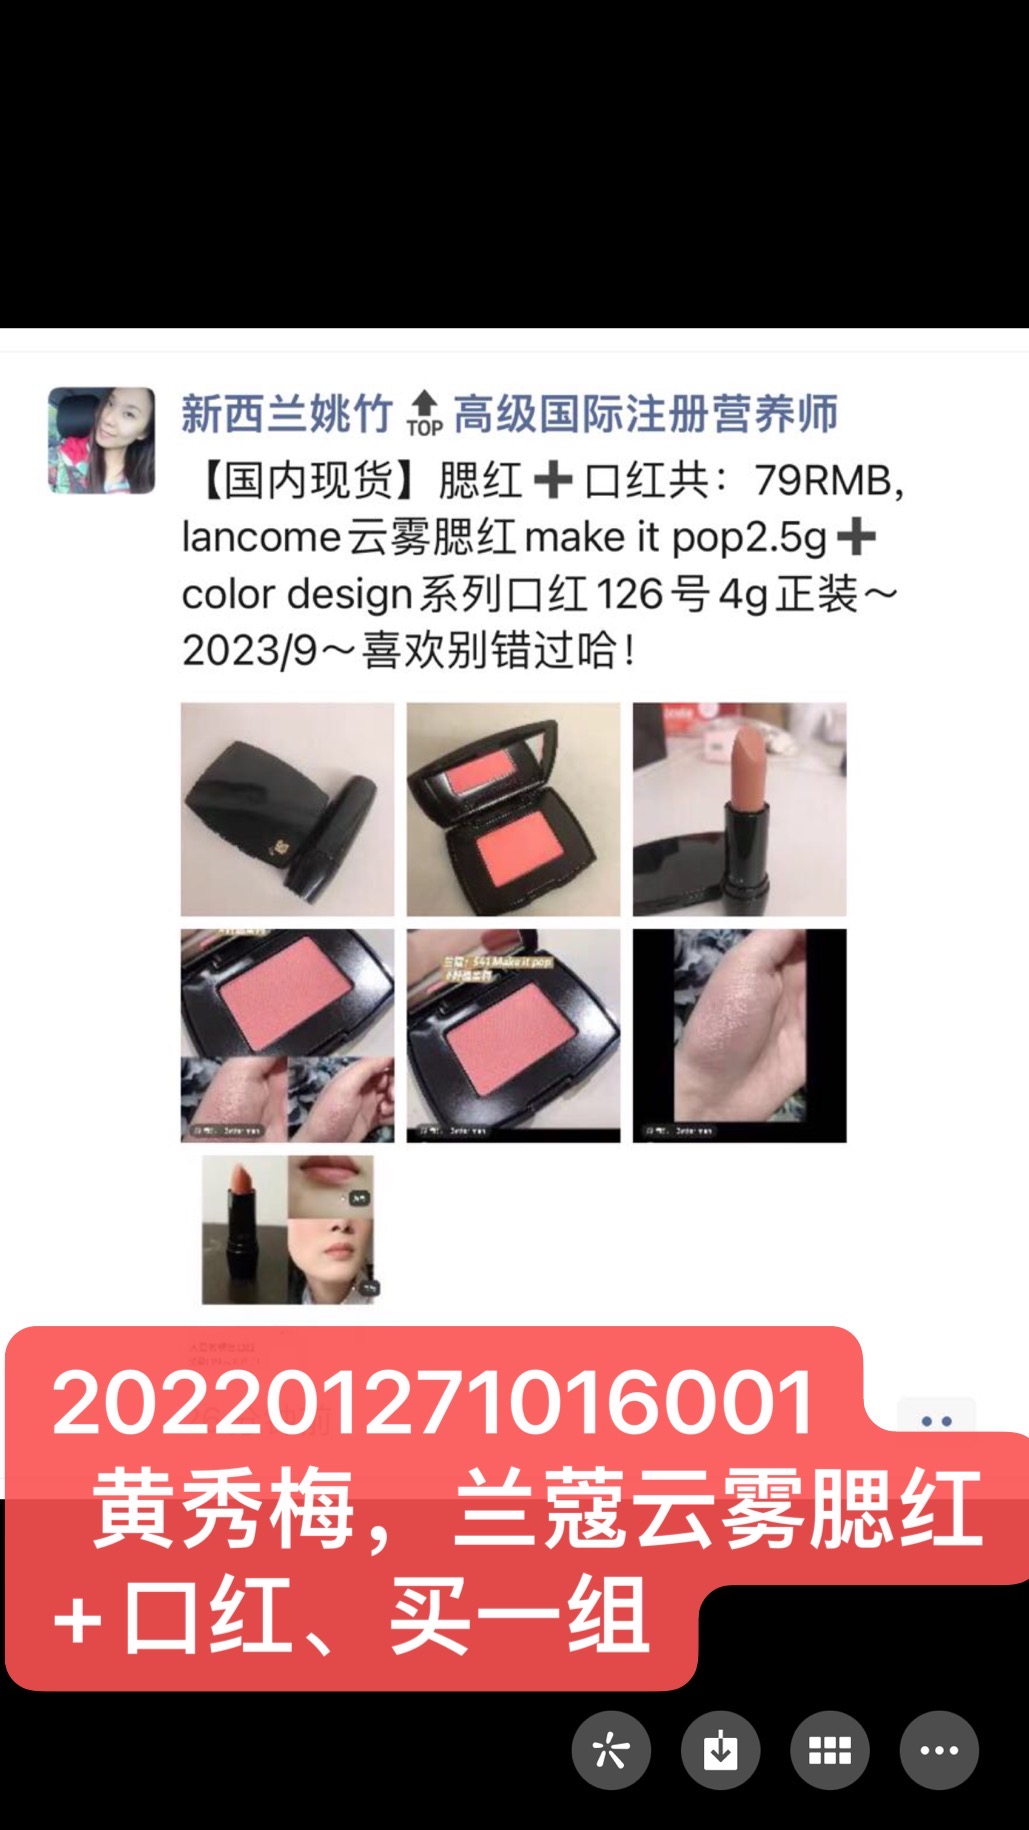 新西兰姚竹 TOP 高级国际注册营养师
【国内现货】腮红➕口红共：79RMB，
lancome云雾腮红make it pop2.5g➕
color design系列口红126号4g正装～
2023/9～喜欢别错过哈！
兰蔻·541 Make it pop
202201271016001
黄秀梅，兰蔻云雾腮红
+口红、买一组